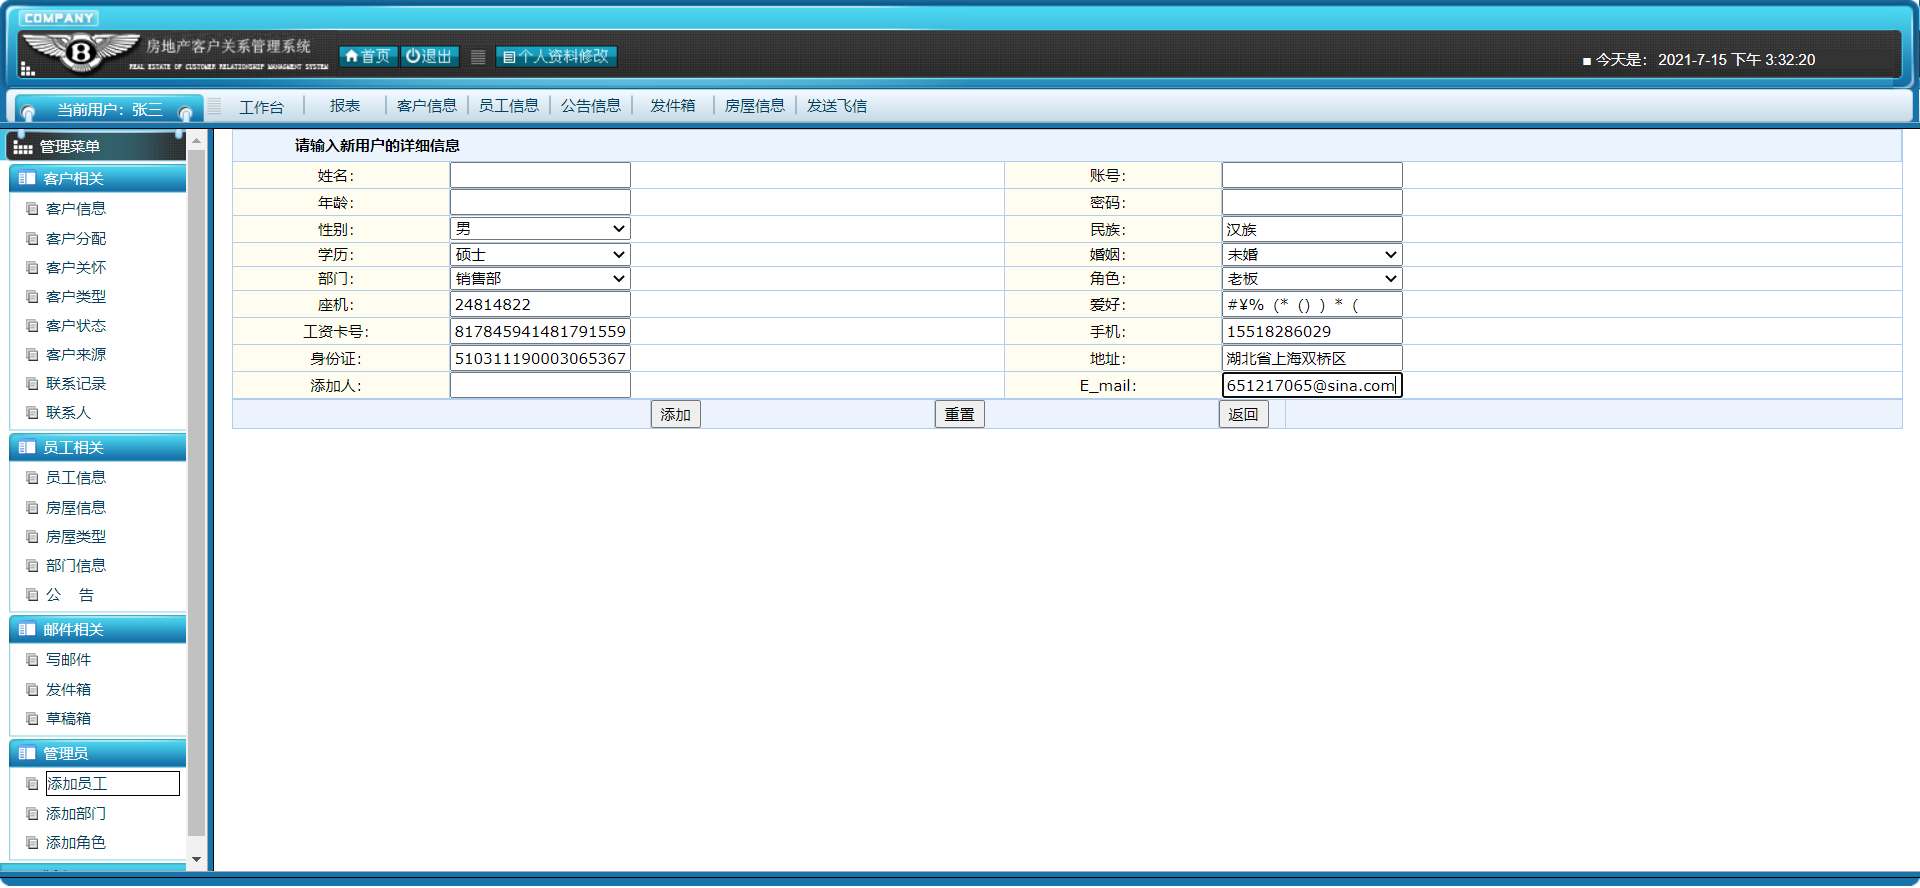 COMPANY
房地产客户关系管理系统
REAL ESTATE OF CUSTOMER RELATIONSHIP MANAGMENT SYSTEM
首页 退出 个人资料修改
■ 今天是: 2021-7-15 下午 3:32:20
当前用户: 张三
工作台 报表 客户信息 员工信息 公告信息 发件箱 房屋信息 发送飞信
管理菜单
客户相关
客户信息
客户分配
客户关怀
客户类型
客户状态
客户来源
联系记录
联系人
员工相关
员工信息
房屋信息
房屋类型
部门信息
公 告
邮件相关
写邮件
发件箱
草稿箱
管理员
添加员工
添加部门
添加角色
请输入新用户的详细信息
姓名: 账号:
年龄: 密码:
性别: 男 民族: 汉族
学历: 硕士 婚姻: 未婚
部门: 销售部 角色: 老板
座机: 24814822 爱好: #¥%（*（））*（
工资卡号: 817845941481791559 手机: 15518286029
身份证: 510311190003065367 地址: 湖北省上海双桥区
添加人: E_mail: 651217065@sina.com
添加 重置 返回